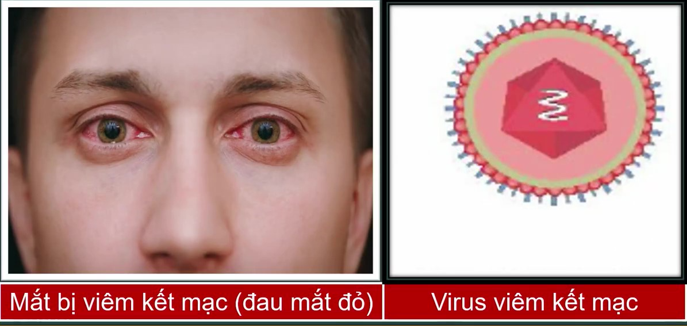 Mắt bị viêm kết mạc (đau mắt đỏ)
Virus viêm kết mạc